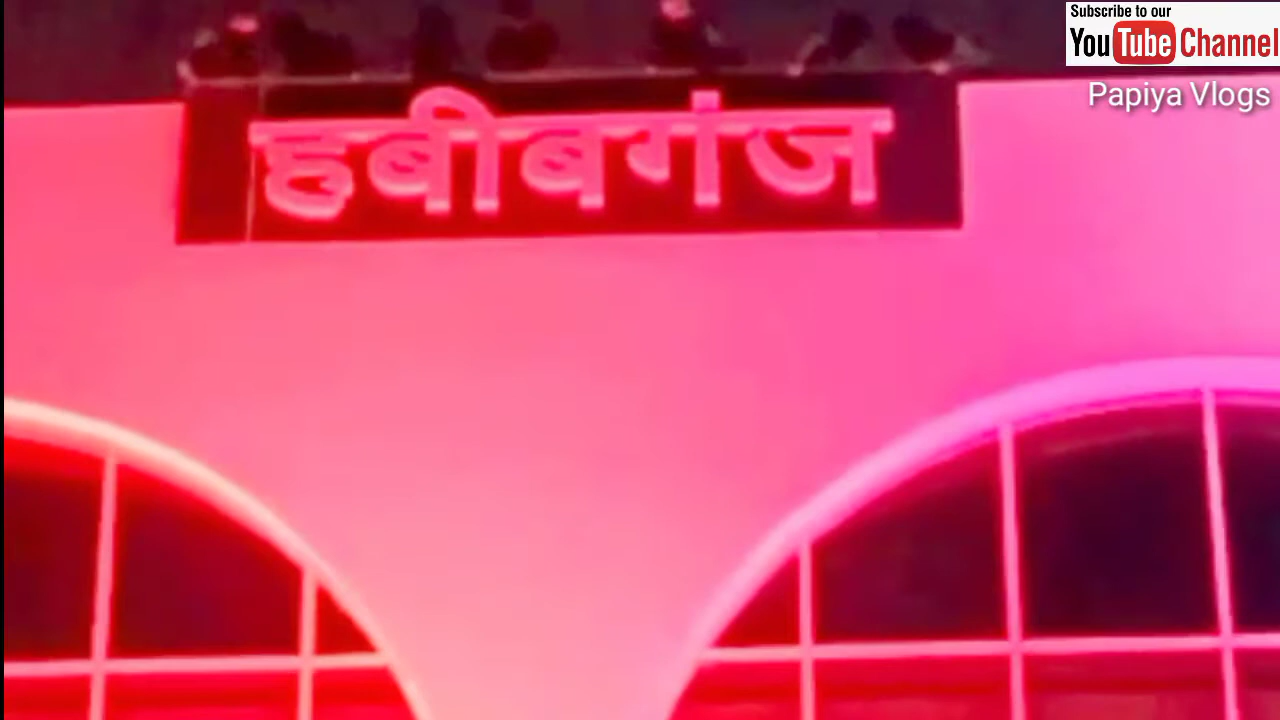 Subscribe to our
YouTube Channel
Papiya Vlogs
हबीबगंज